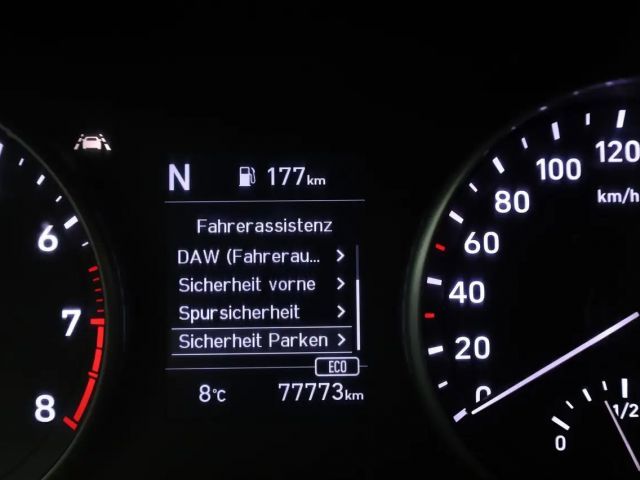 N 177km
Fahrerassistenz
DAW (Fahrerau... >
Sicherheit vorne >
Spursicherheit >
Sicherheit Parken >
ECO
8°C 77773km
6
7
8
0
20
40
60
80
100
120
km/h
0
1/2